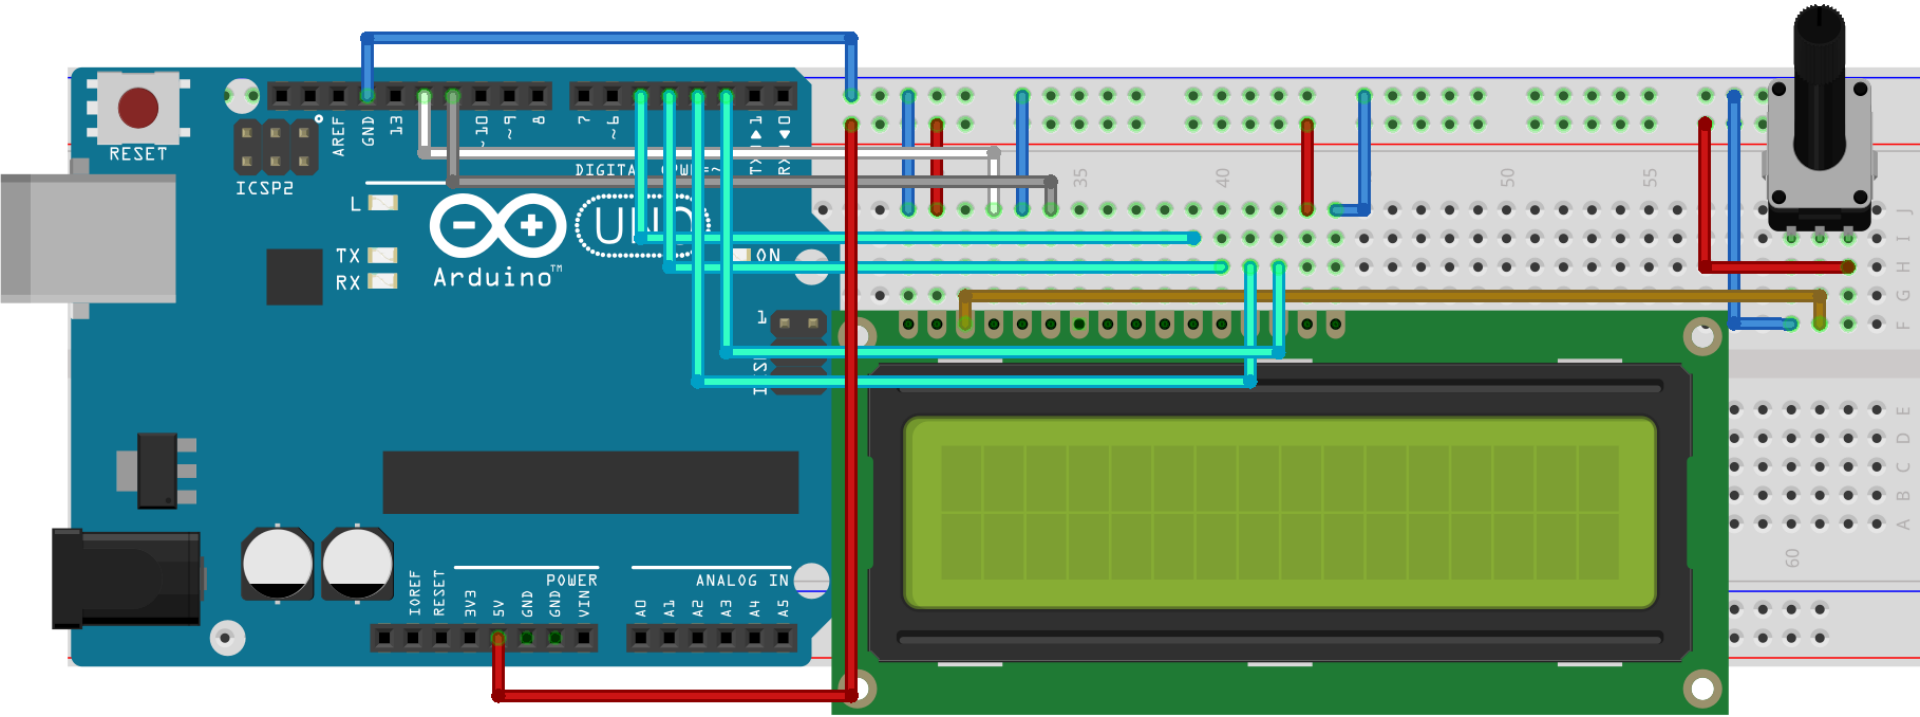 RESET
ICSP2
AREF
GND
13
~10
~9
8
7
~6
TX▶1
RX◀0
DIGITAL
L
TX
RX
UNO
ON
Arduino™
1
IOREF
RESET
3V3
5V
GND
GND
VIN
POWER
A0
A1
A2
A3
A4
A5
ANALOG IN
35
40
50
55
60
J
I
H
G
F
E
D
C
B
A